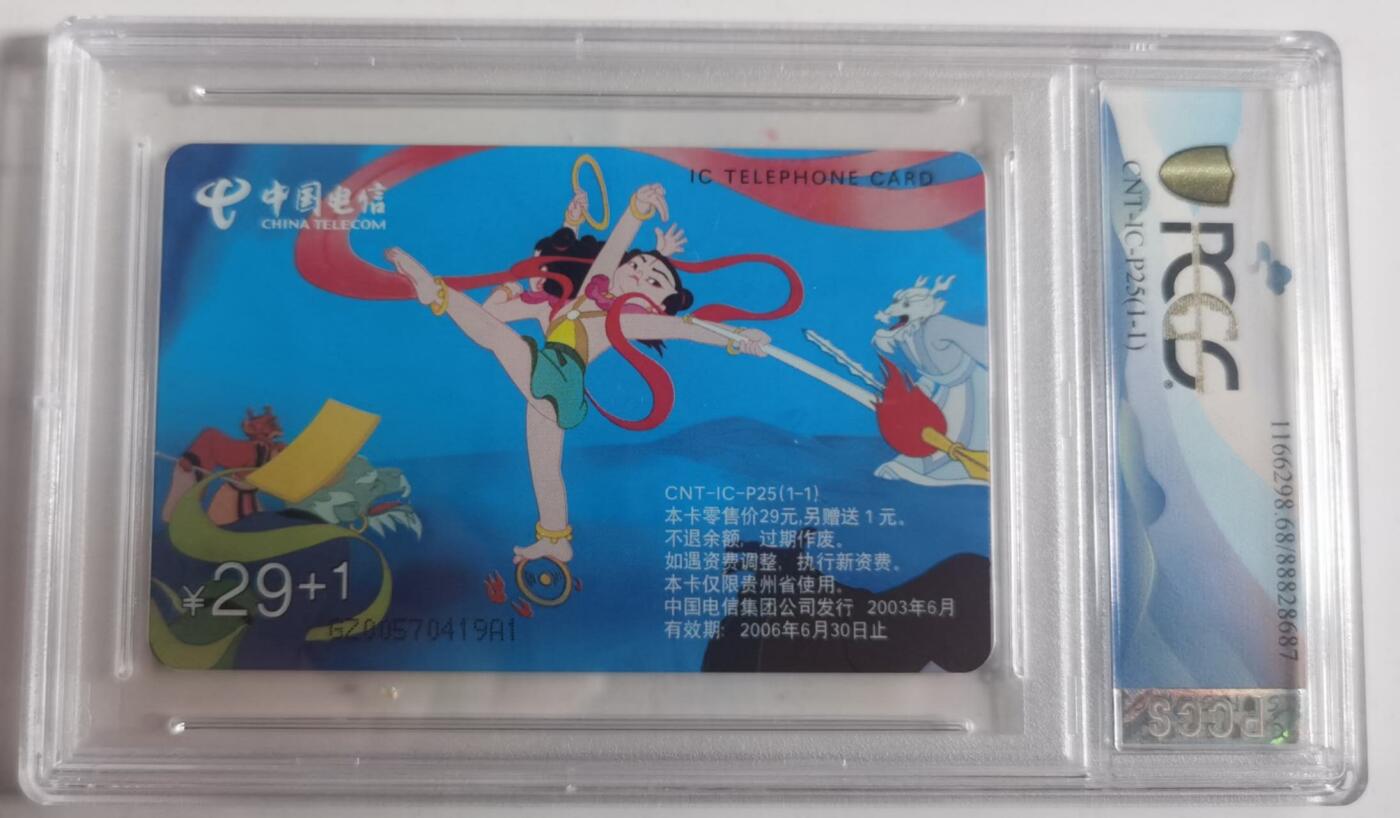 中国电信
CHINA TELECOM
IC TELEPHONE CARD
CNT-IC-P25(1-1)
本卡零售价29元,另赠送1元。
不退余额，过期作废。
如遇资费调整，执行新资费。
本卡仅限贵州省使用。
中国电信集团公司发行 2003年6月
有效期: 2006年6月30日止
¥29+1
GZ00570419A1
PCGS
CNT-IC-P25(1-1)
1166298.68/88828687
PCGS